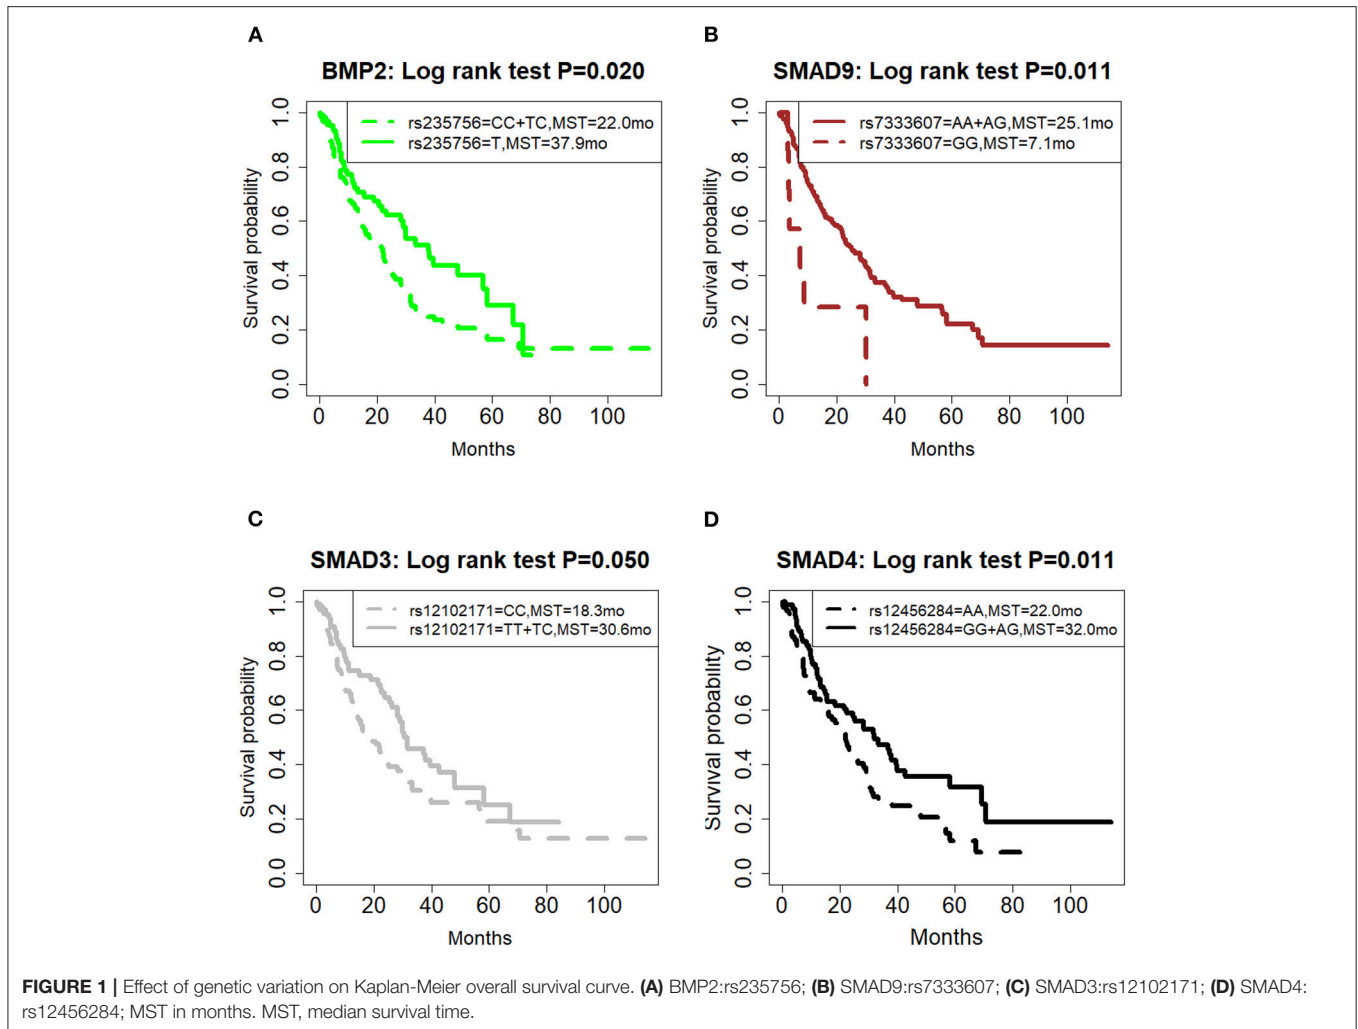 A
BMP2: Log rank test P=0.020
rs235756=CC+TC,MST=22.0mo
rs235756=T,MST=37.9mo
Survival probability
0.0 0.2 0.4 0.6 0.8 1.0
0 20 40 60 80 100
Months
B
SMAD9: Log rank test P=0.011
rs7333607=AA+AG,MST=25.1mo
rs7333607=GG,MST=7.1mo
Survival probability
0.0 0.2 0.4 0.6 0.8 1.0
0 20 40 60 80 100
Months
C
SMAD3: Log rank test P=0.050
rs12102171=CC,MST=18.3mo
rs12102171=TT+TC,MST=30.6mo
Survival probability
0.0 0.2 0.4 0.6 0.8 1.0
0 20 40 60 80 100
Months
D
SMAD4: Log rank test P=0.011
rs12456284=AA,MST=22.0mo
rs12456284=GG+AG,MST=32.0mo
Survival probability
0.0 0.2 0.4 0.6 0.8 1.0
0 20 40 60 80 100
Months
FIGURE 1 | Effect of genetic variation on Kaplan-Meier overall survival curve. (A) BMP2:rs235756; (B) SMAD9:rs7333607; (C) SMAD3:rs12102171; (D) SMAD4:
rs12456284; MST in months. MST, median survival time.